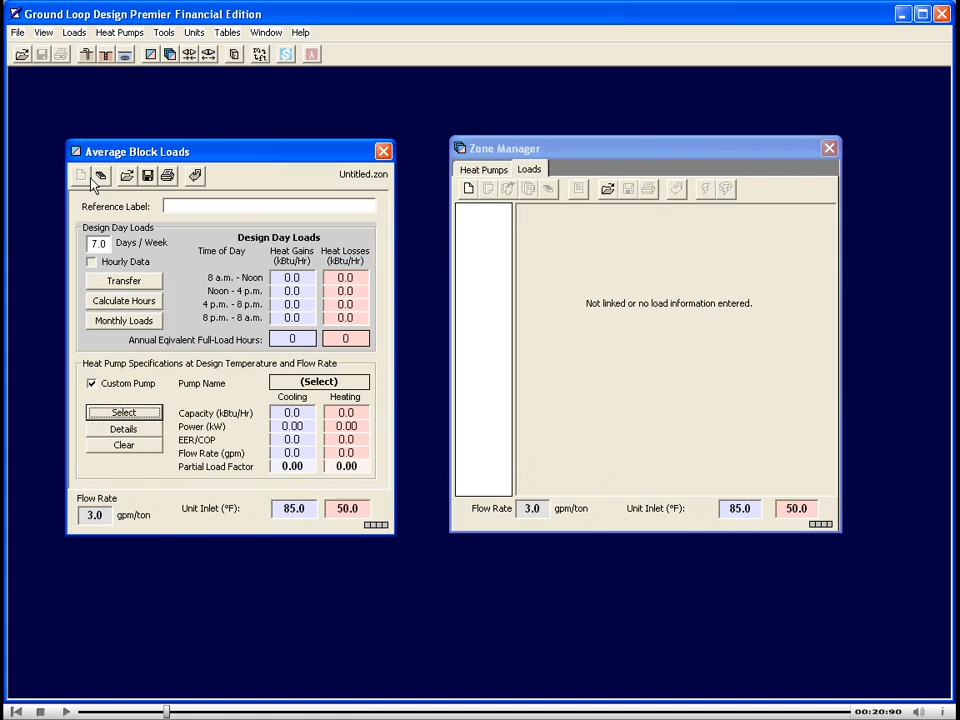 Ground Loop Design Premier Financial Edition
File View Loads Heat Pumps Tools Units Tables Window Help
Average Block Loads
Untitled.zon
Reference Label:
Design Day Loads
7.0 Days / Week
Hourly Data
Transfer
Calculate Hours
Monthly Loads
Design Day Loads
Time of Day Heat Gains Heat Losses
(kBtu/Hr) (kBtu/Hr)
8 a.m. - Noon 0.0 0.0
Noon - 4 p.m. 0.0 0.0
4 p.m. - 8 p.m. 0.0 0.0
8 p.m. - 8 a.m. 0.0 0.0
Annual Eqivalent Full-Load Hours: 0 0
Heat Pump Specifications at Design Temperature and Flow Rate
Custom Pump Pump Name (Select)
Cooling Heating
Select
Details
Clear
Capacity (kBtu/Hr) 0.0 0.0
Power (kW) 0.00 0.00
EER/COP 0.0 0.0
Flow Rate (gpm) 0.0 0.0
Partial Load Factor 0.00 0.00
Flow Rate
3.0 gpm/ton Unit Inlet (°F): 85.0 50.0
Zone Manager
Heat Pumps Loads
Not linked or no load information entered.
Flow Rate 3.0 gpm/ton Unit Inlet (°F): 85.0 50.0
00:20:90